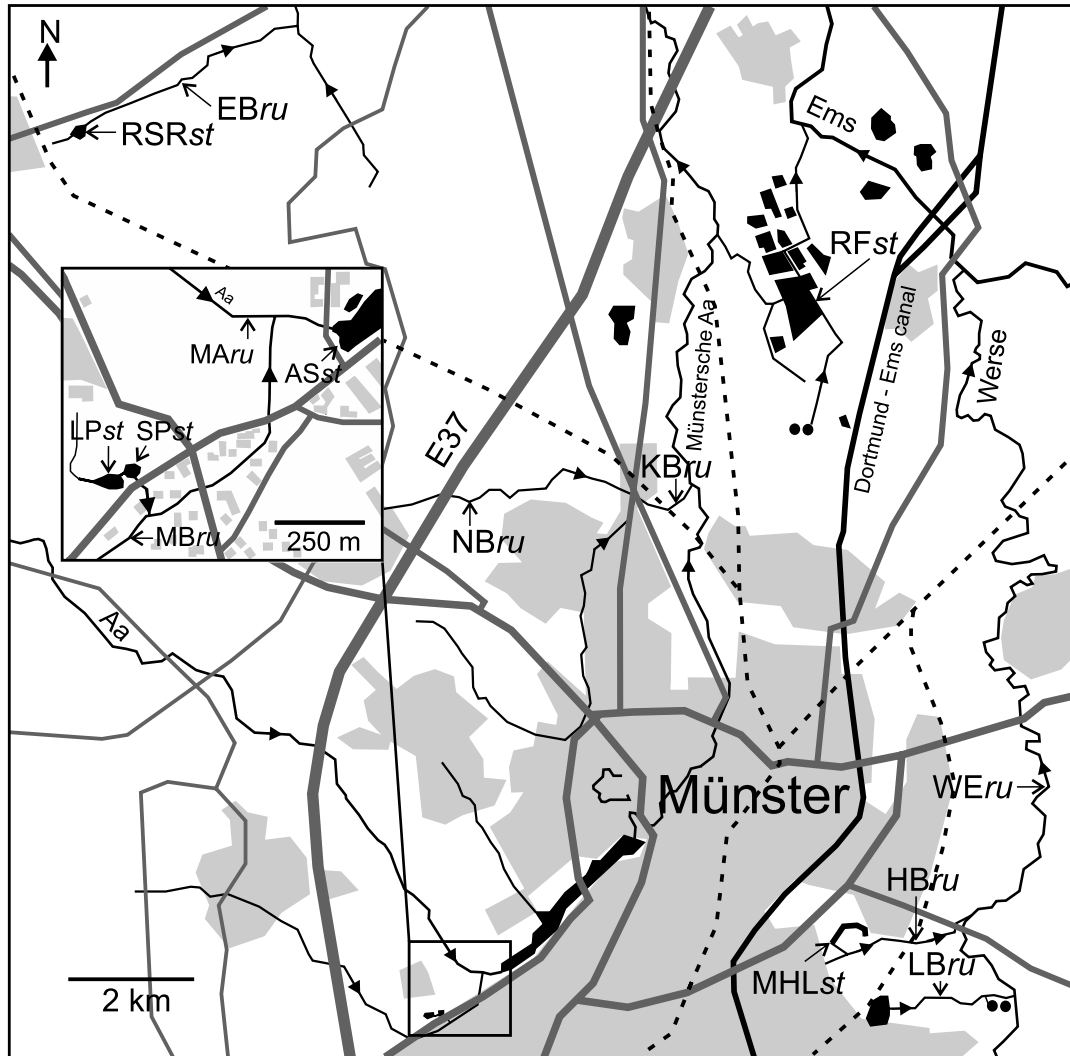 N
EBru
RSRst
Ems
RFst
Aa
MAru
ASst
LPst SPst
MBru
250 m
E37
Münstersche Aa
Dortmund - Ems canal
Werse
KBru
NBru
Aa
Münster
WEru
HBru
MHLst
LBru
2 km